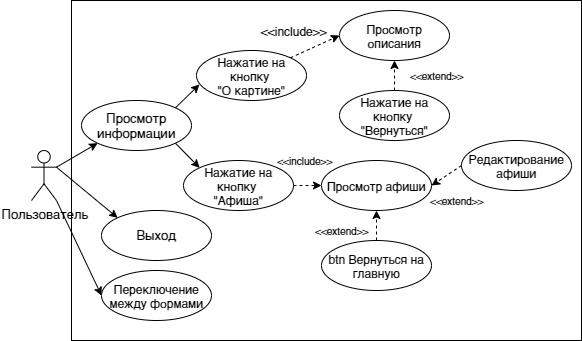 <<include>>
Просмотр
описания
Нажатие на
кнопку
"О картине"
<<extend>>
Нажатие на
кнопку
"Вернуться"
Просмотр
информации
Редактирование
афиши
<<include>>
Нажатие на
кнопку
"Афиша"
Просмотр афиши
<<extend>>
Пользователь
Выход
<<extend>>
btn Вернуться на
главную
Переключение
между формами